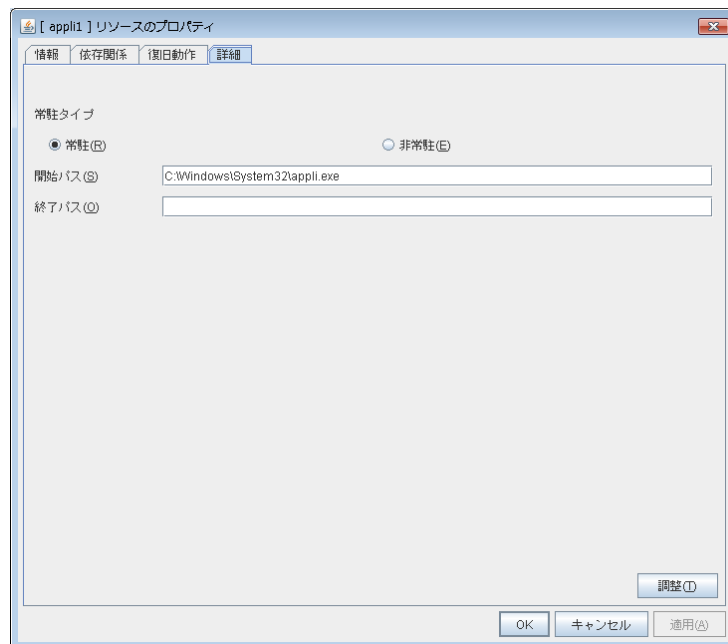 [ appli1 ] リソースのプロパティ
情報 依存関係 復旧動作 詳細
常駐タイプ
常駐(R) 非常駐(E)
開始パス(S) C:\Windows\System32\appli.exe
終了パス(O)
調整(T)
OK キャンセル 適用(A)